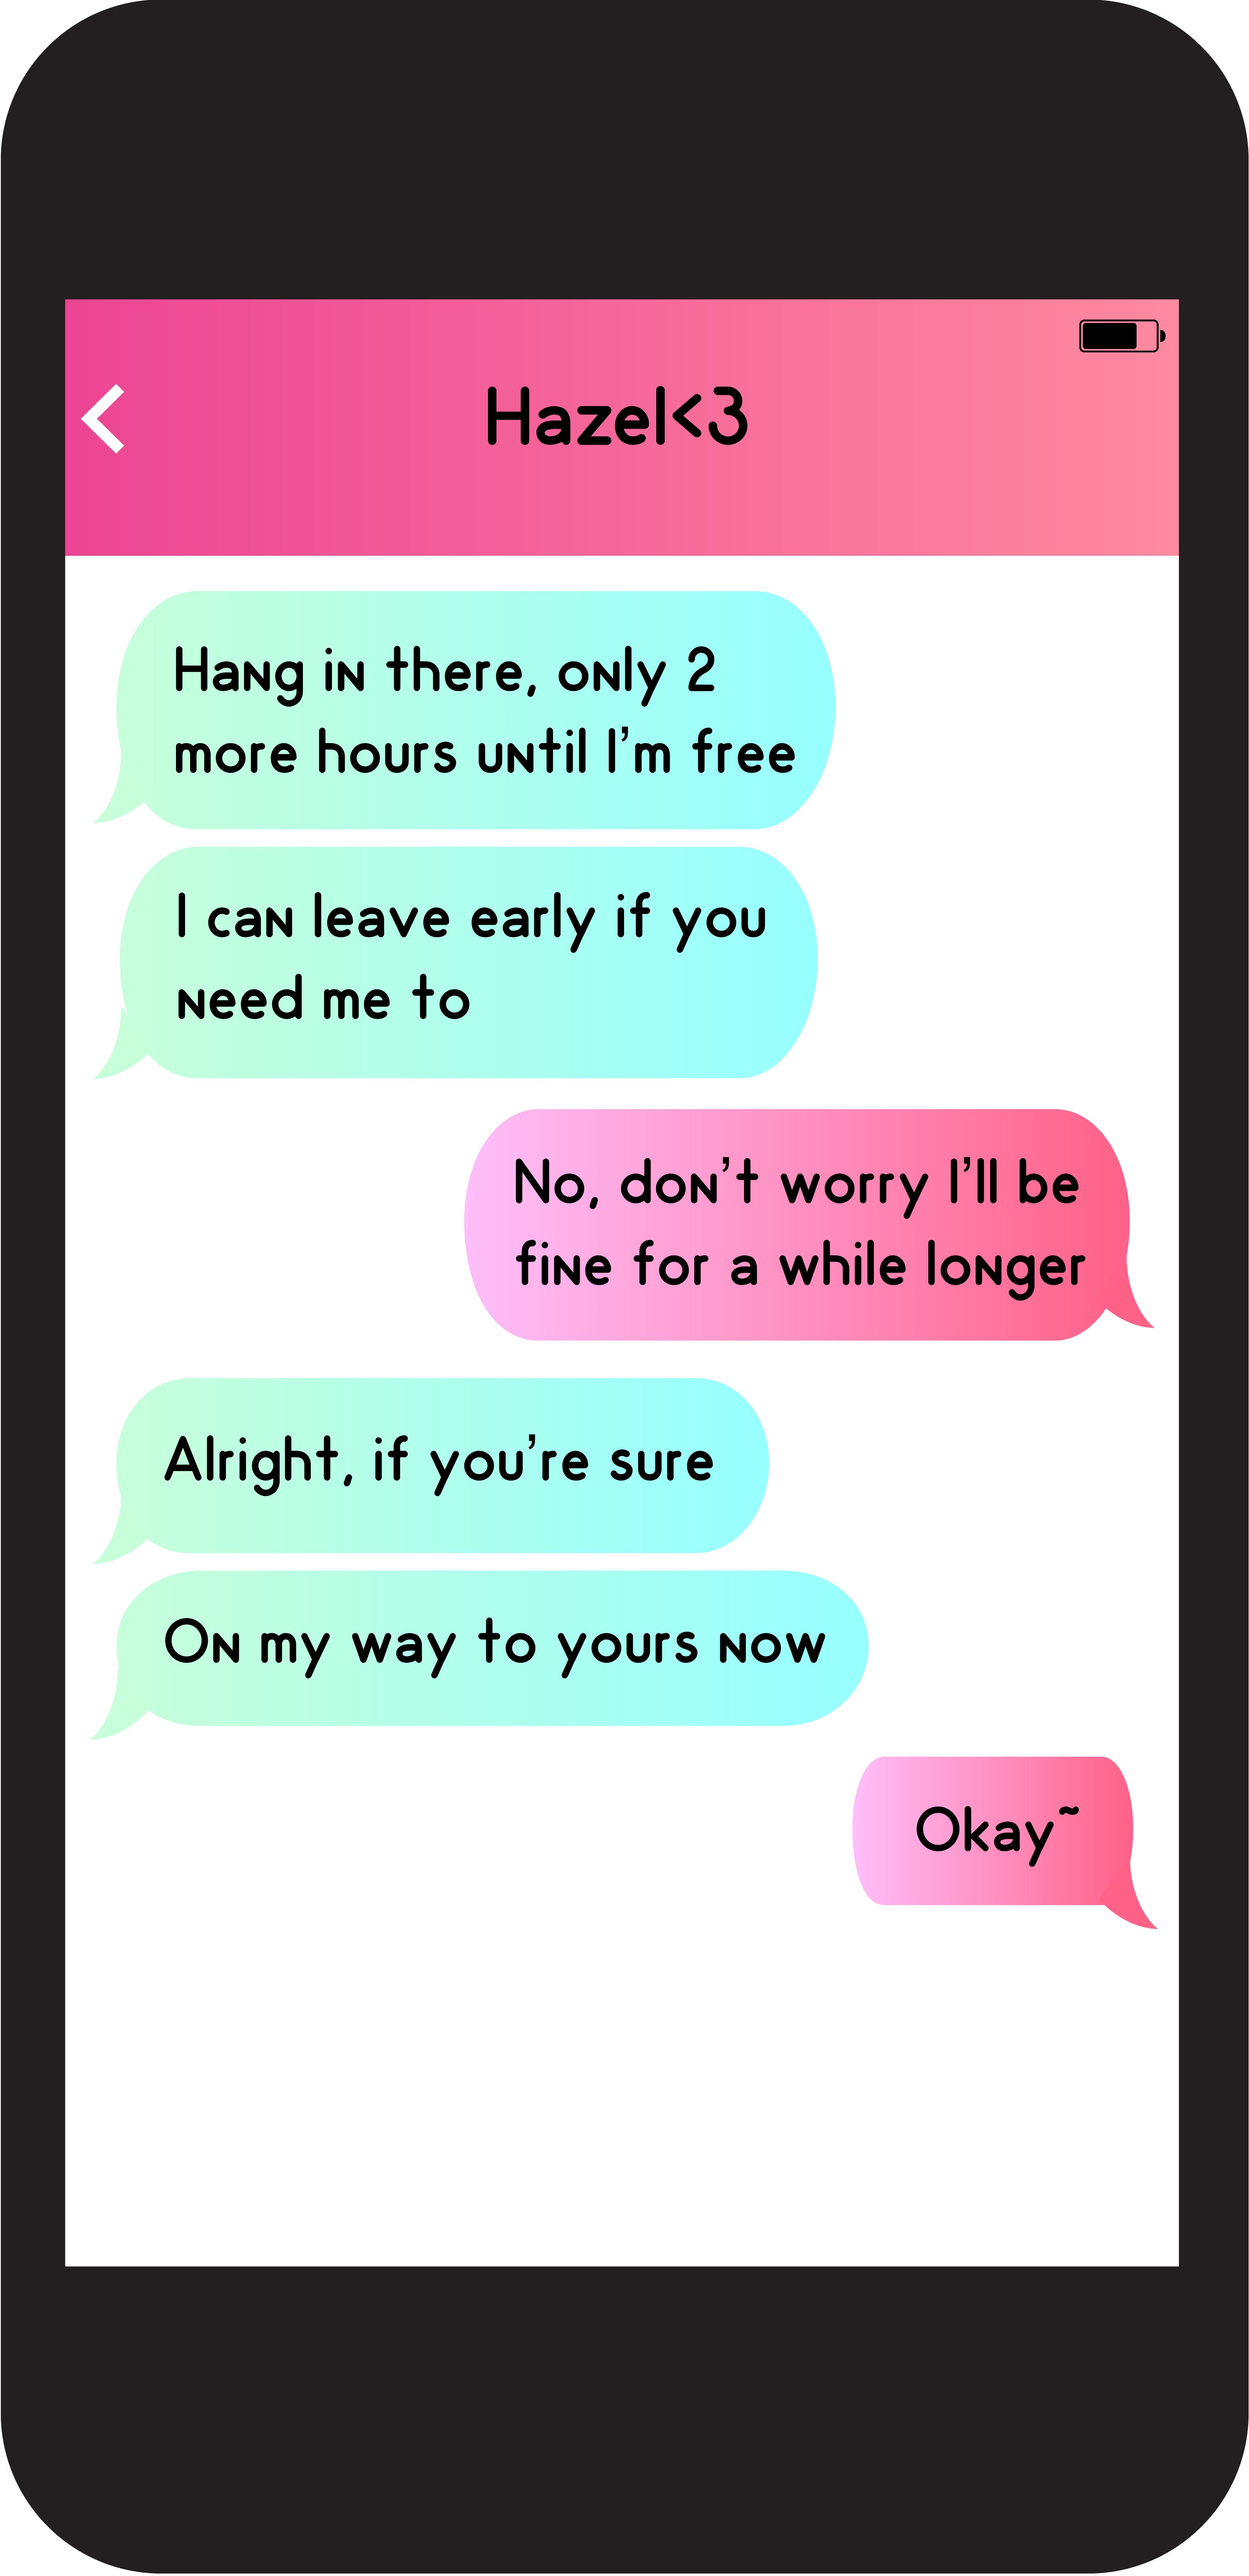 Hazel<3
Hang in there, only 2
more hours until I'm free
I can leave early if you
need me to
No, don't worry I'll be
fine for a while longer
Alright, if you're sure
On my way to yours now
Okay~